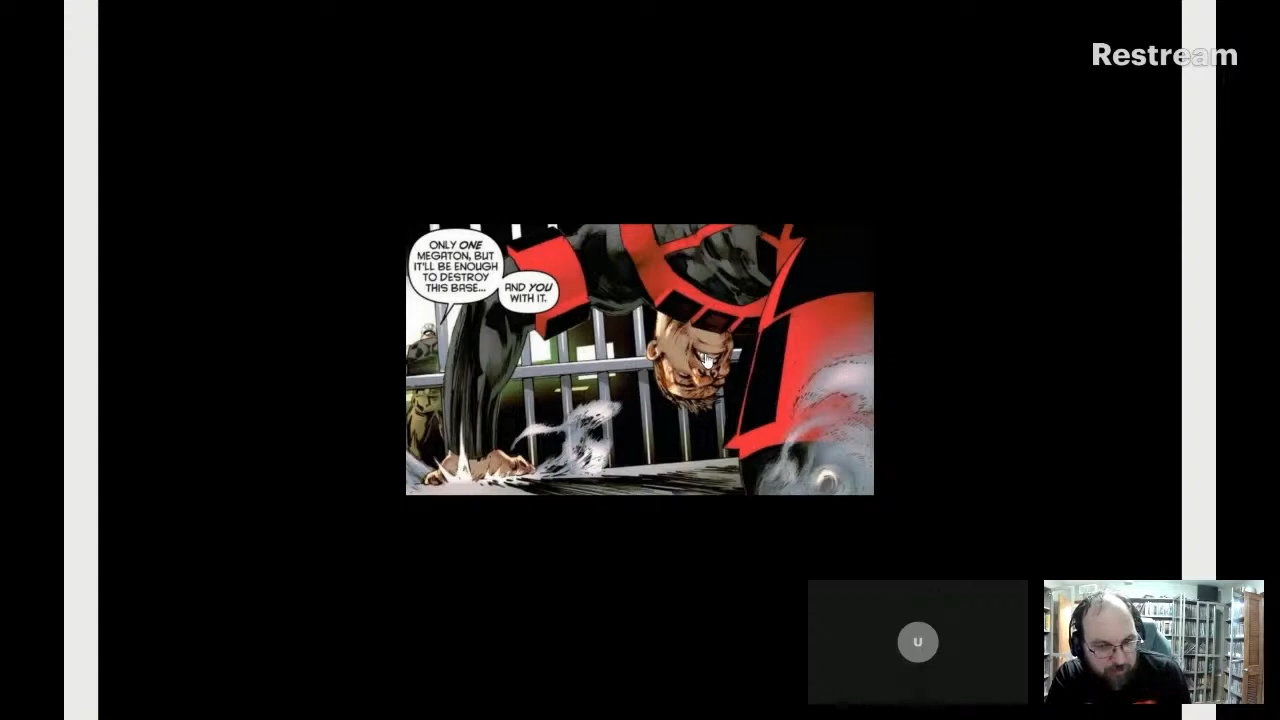 Restream
ONLY ONE
MEGATON, BUT
IT'LL BE ENOUGH
TO DESTROY
THIS BASE...
AND YOU
WITH IT.
U